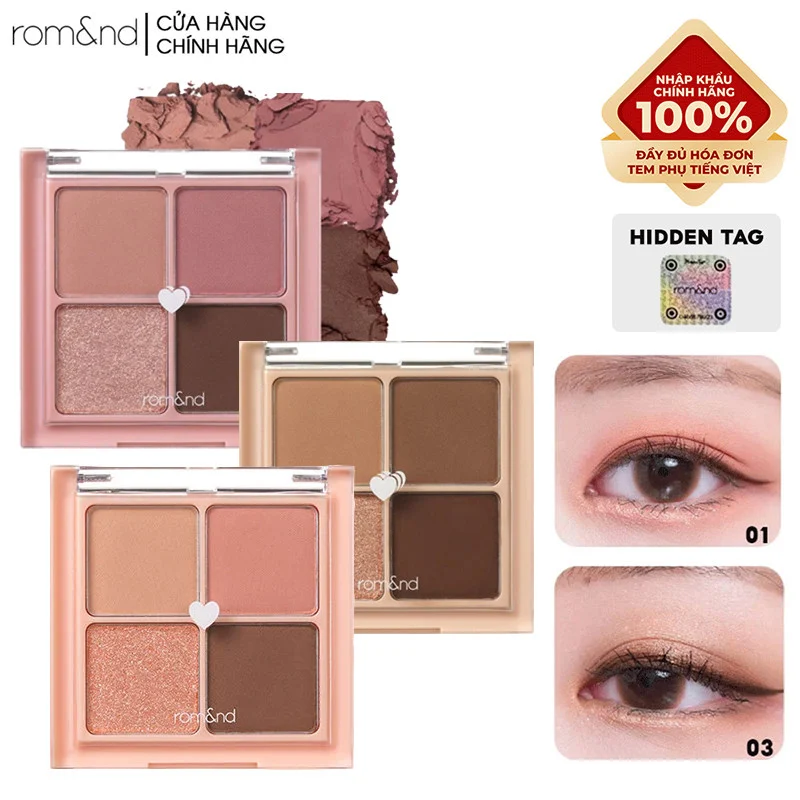 rom&nd
CỬA HÀNG
CHÍNH HÃNG
NHẬP KHẨU
CHÍNH HÃNG
100%
ĐẦY ĐỦ HÓA ĐƠN
TEM PHỤ TIẾNG VIỆT
HIDDEN TAG
rom&nd
rom&nd
rom&nd
rom&nd
01
03